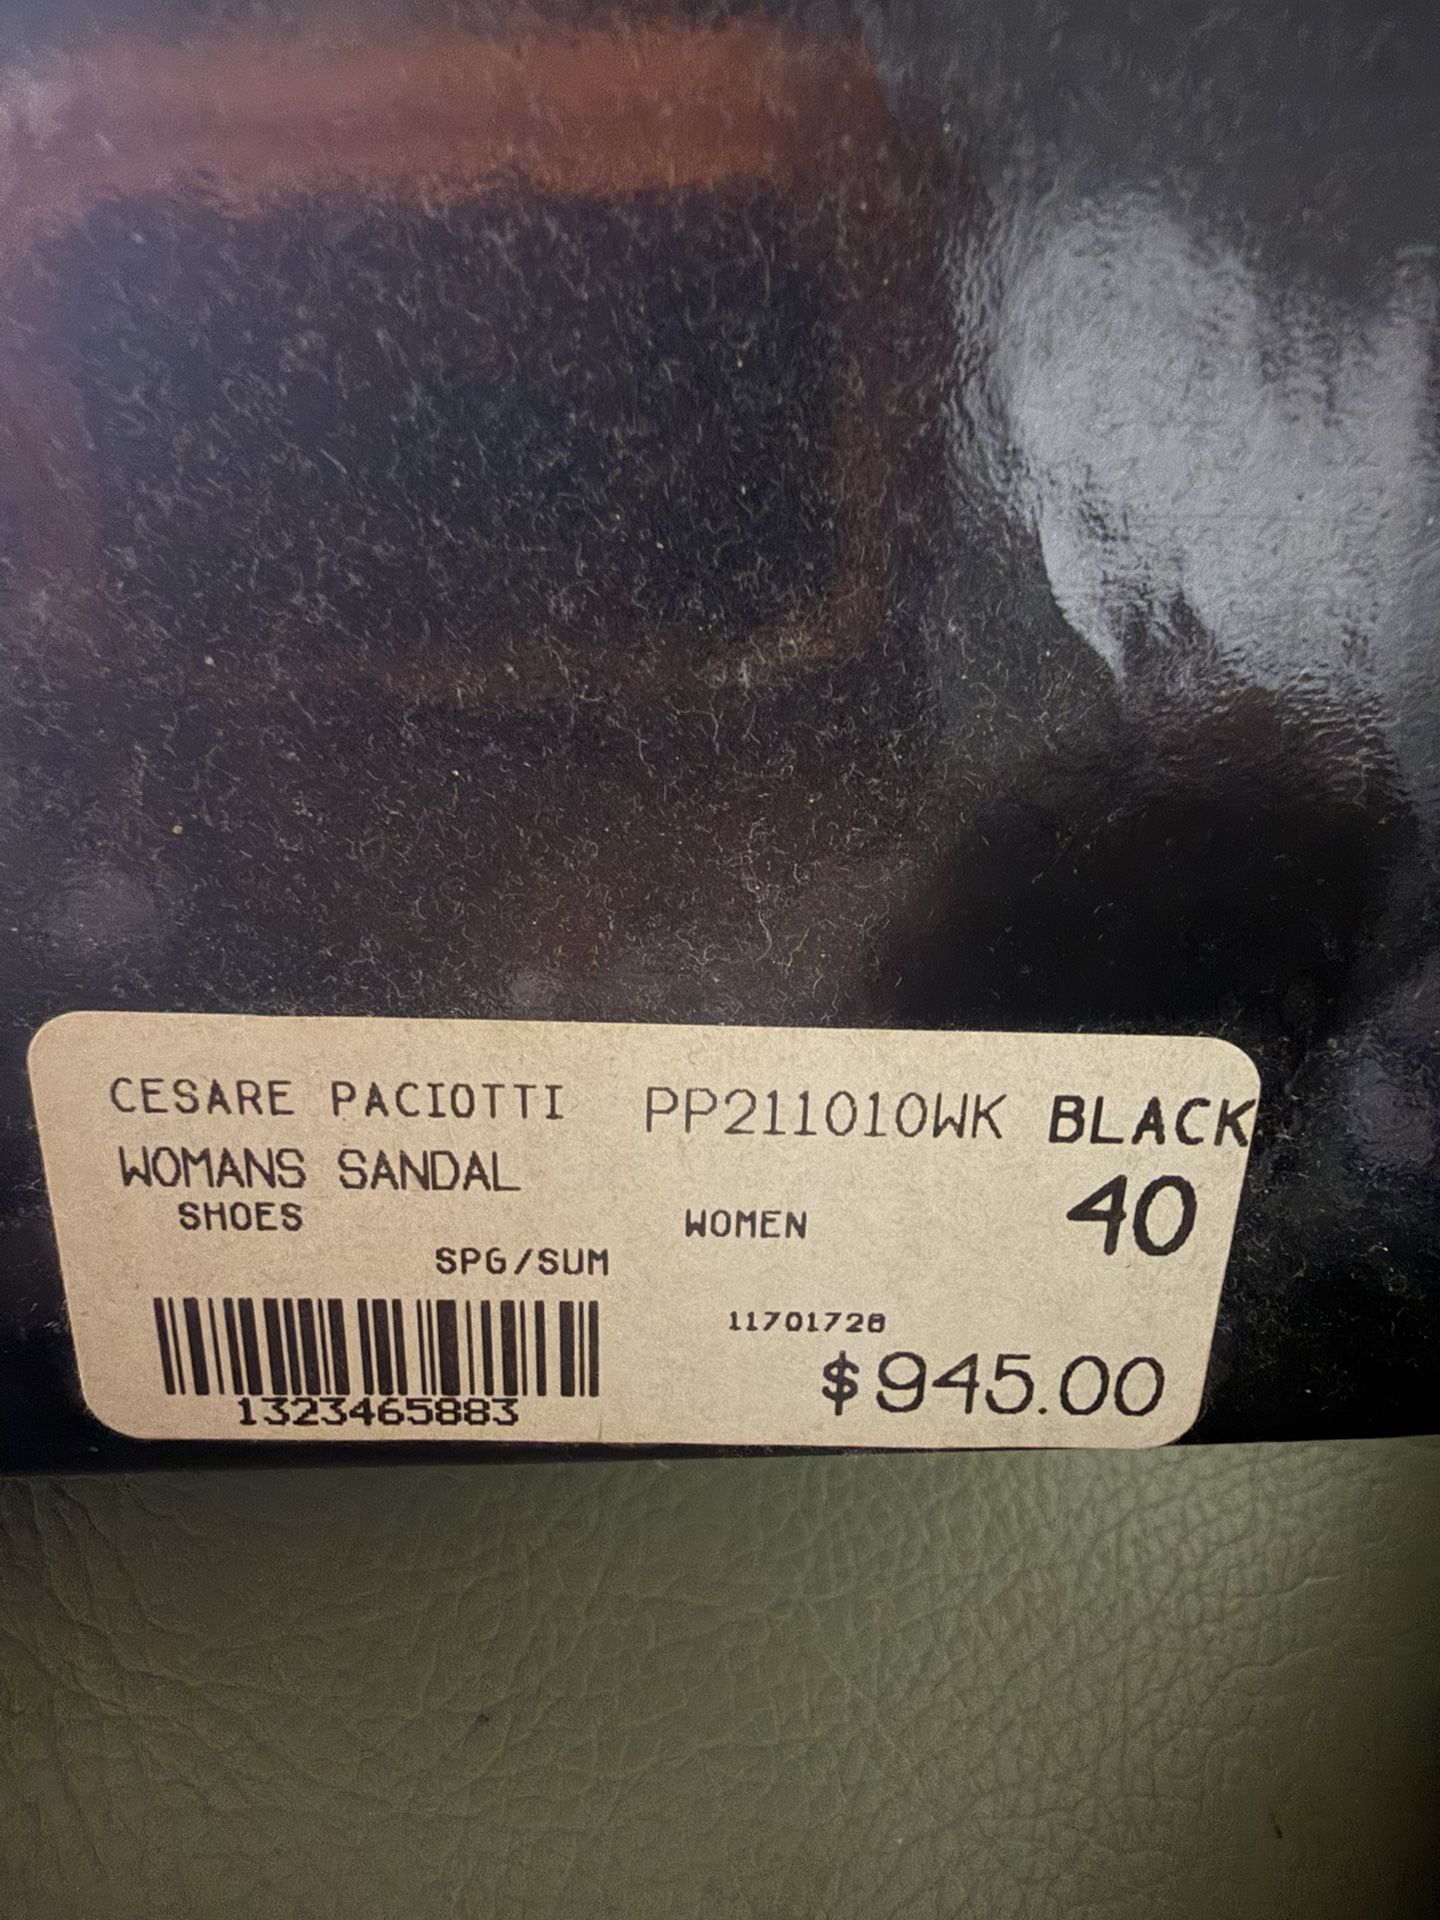 CESARE PACIOTTI PP211010WK BLACK
WOMANS SANDAL 40
SHOES WOMEN
SPG/SUM
11701728
$945.00
1323465883